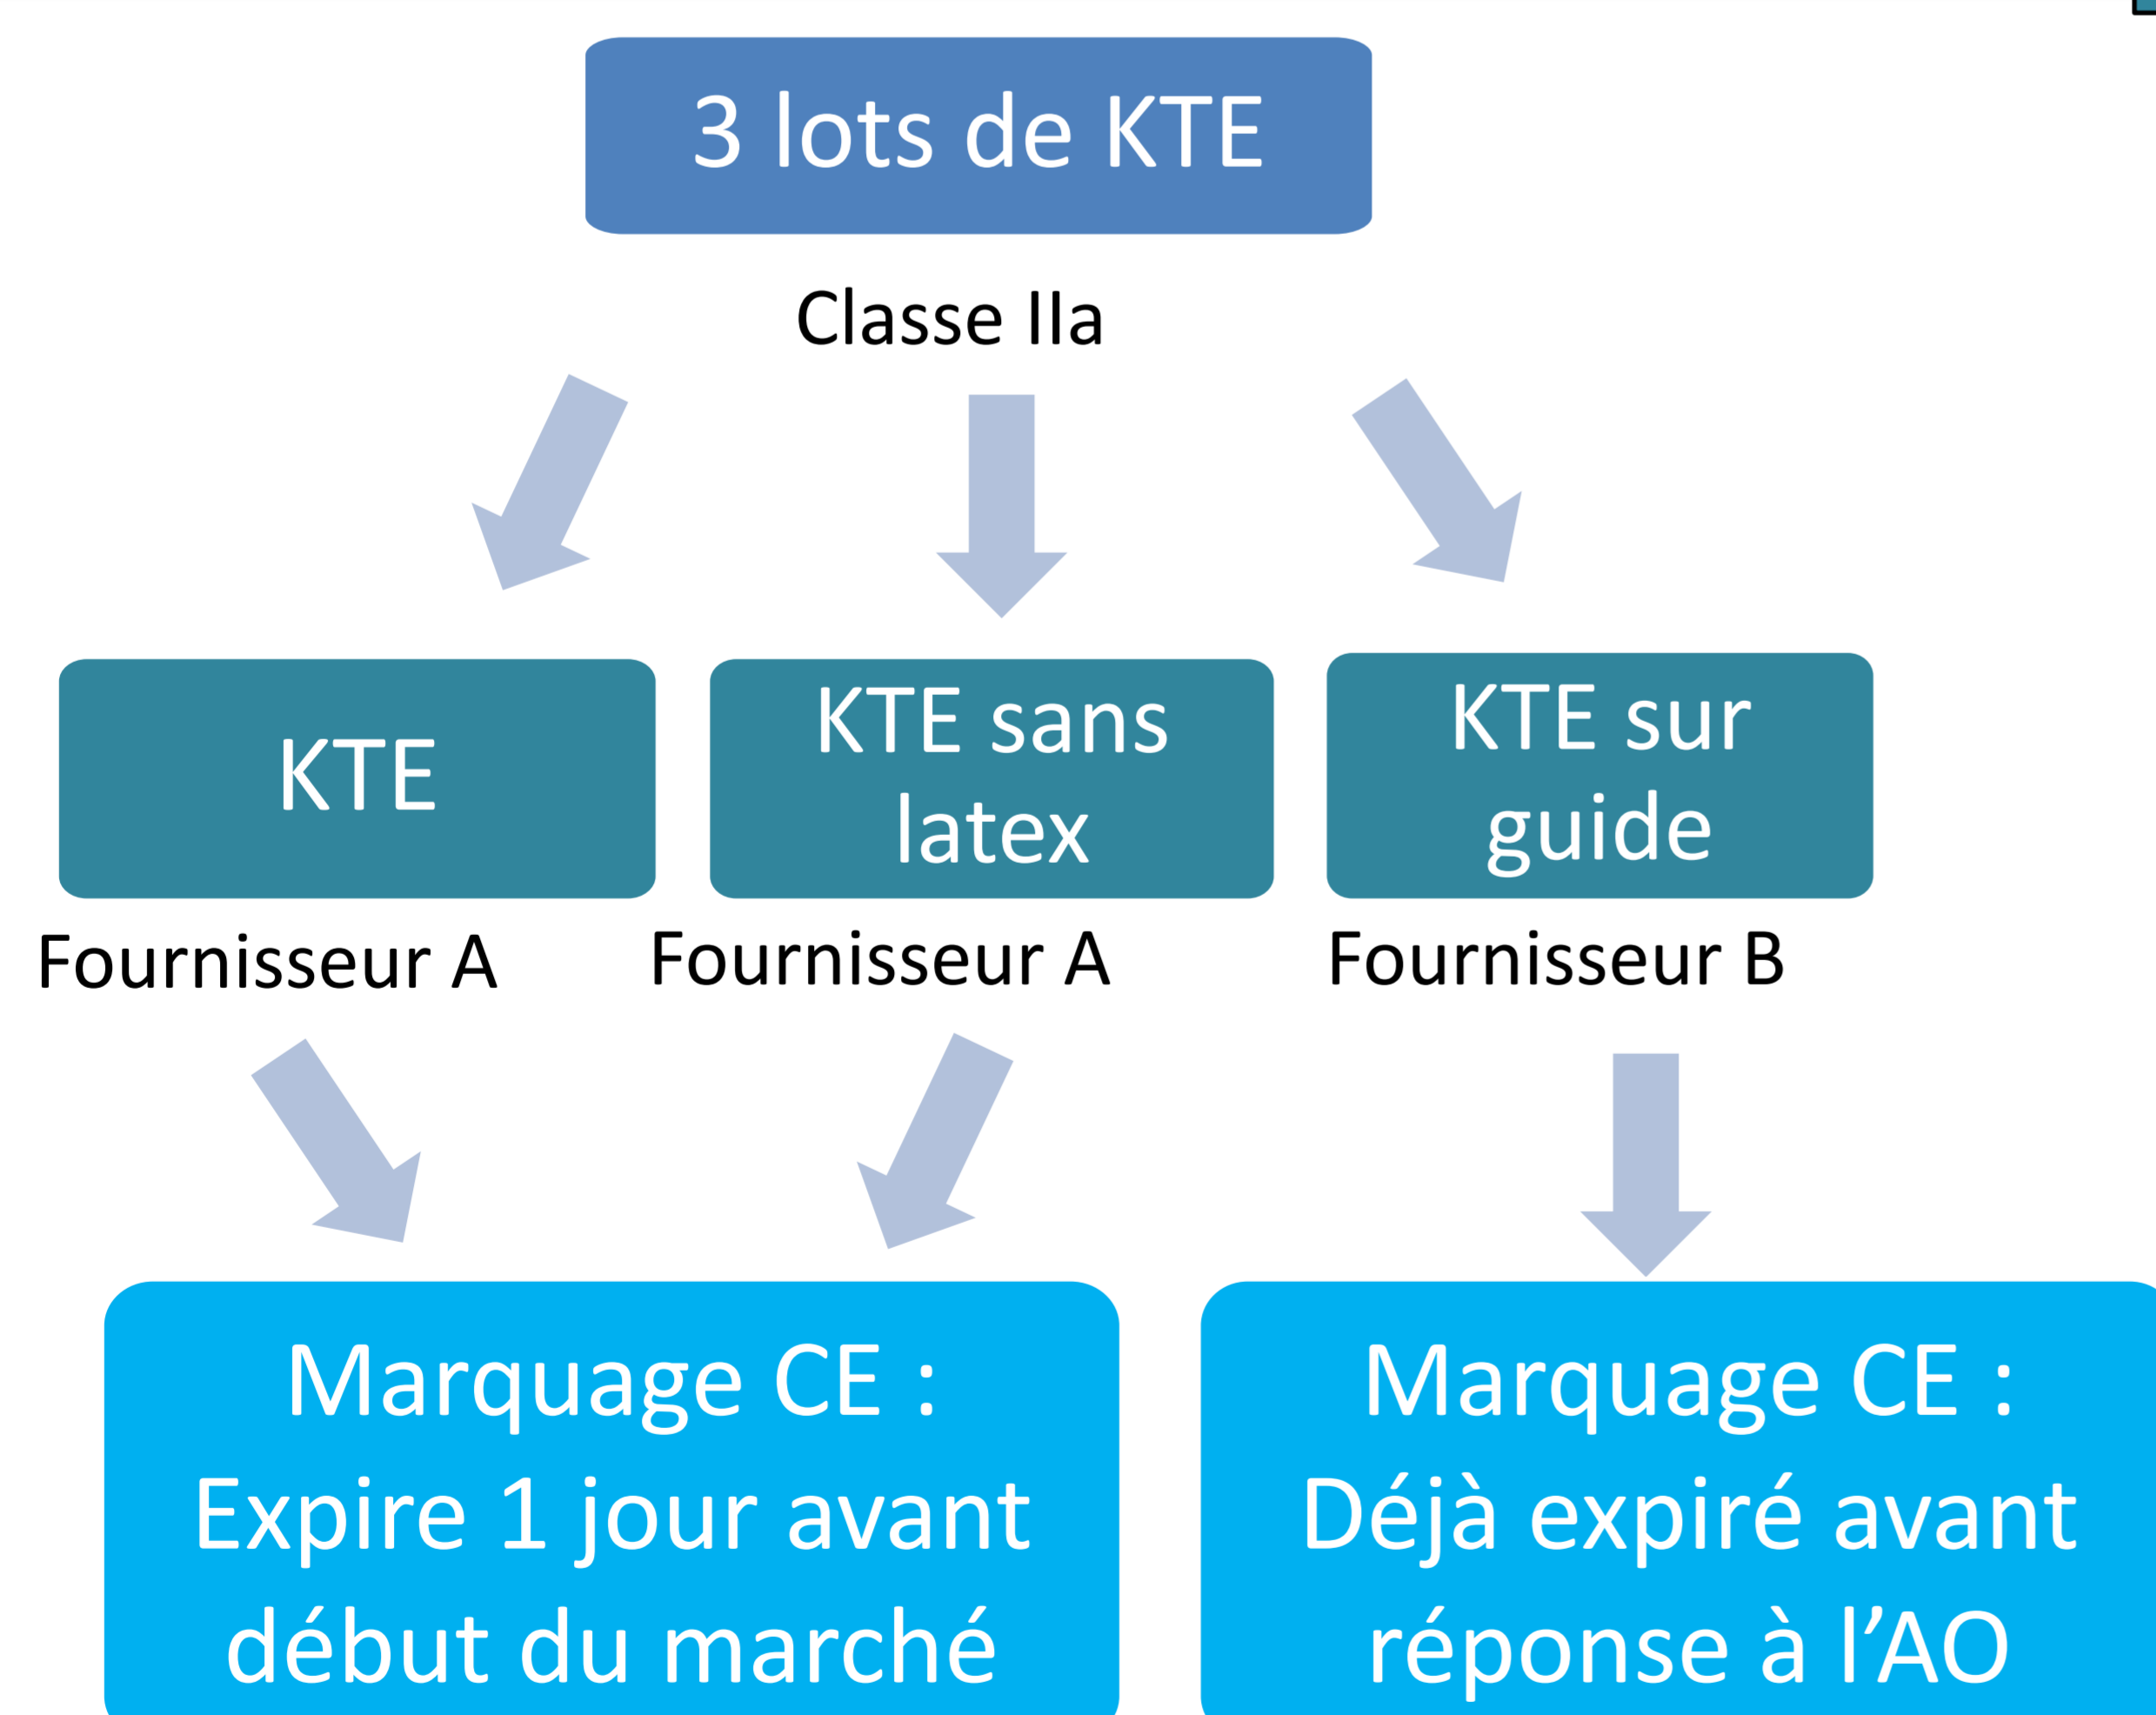 3 lots de KTE
Classe IIa
KTE
KTE sans
latex
KTE sur
guide
Fournisseur A
Fournisseur A
Fournisseur B
Marquage CE :
Expire 1 jour avant
début du marché
Marquage CE :
Déjà expiré avant
réponse à l’AO